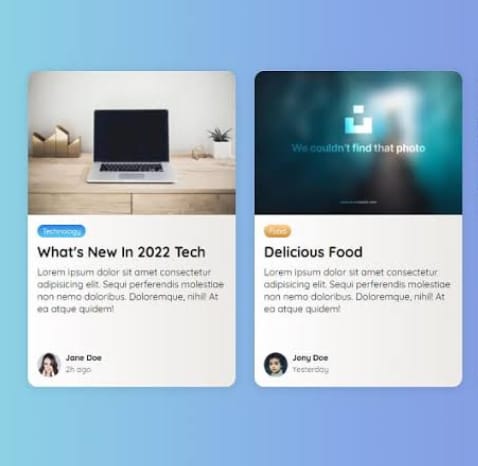 We couldn't find that photo
Technology
What's New In 2022 Tech
Lorem ipsum dolor sit amet consectetur
adipisicing elit. Sequi perferendis molestiae
non nemo doloribus. Doloremque, nihil! At
ea atque quidem!
Jane Doe
2h ago
Food
Delicious Food
Lorem ipsum dolor sit amet consectetur
adipisicing elit. Sequi perferendis molestiae
non nemo doloribus. Doloremque, nihil! At
ea atque quidem!
Jony Doe
Yesterday